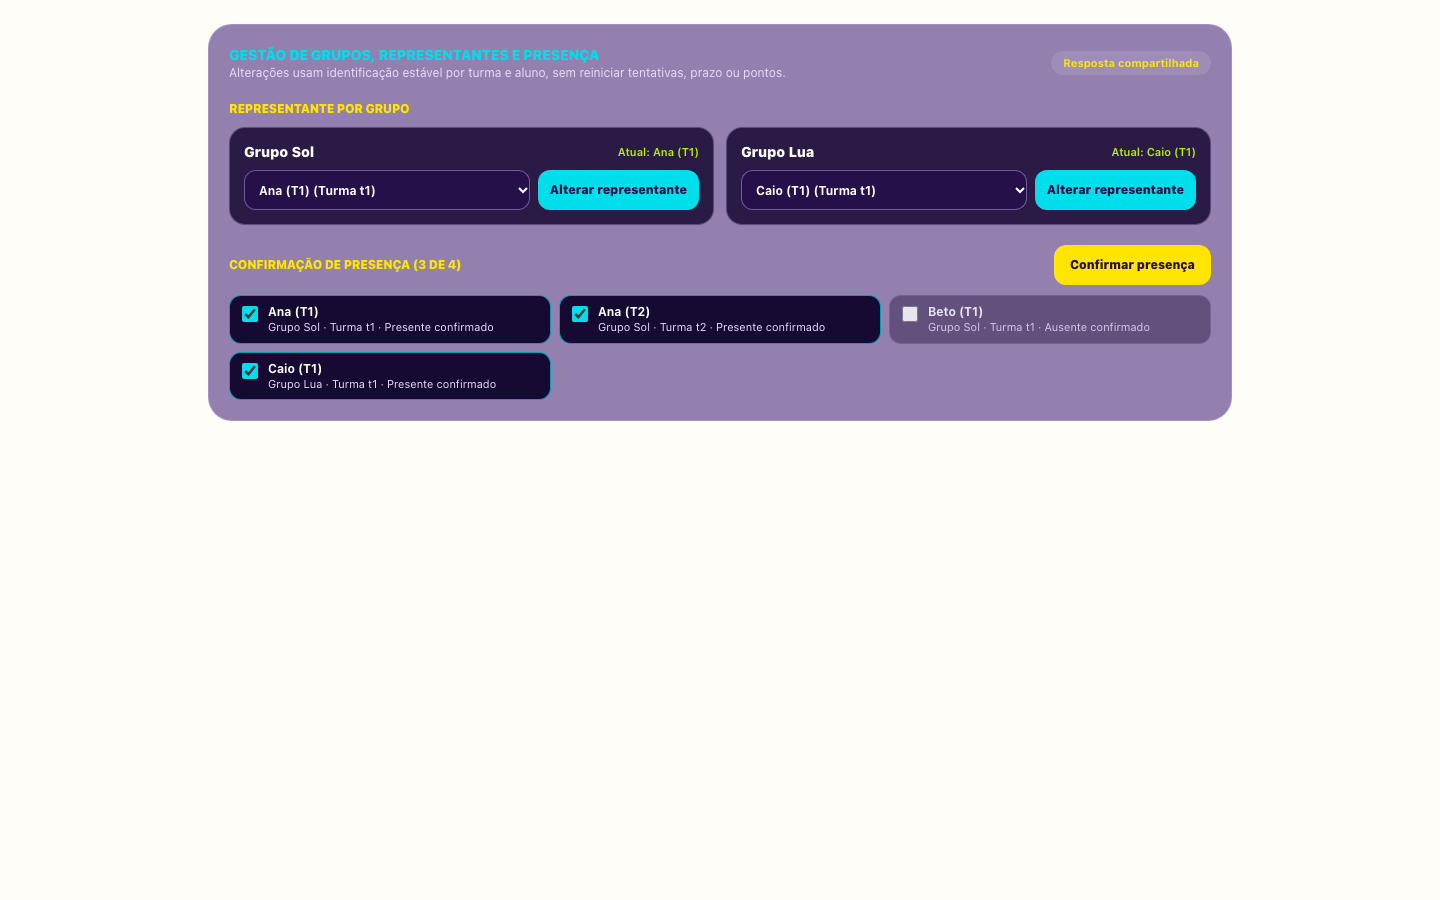 GESTÃO DE GRUPOS, REPRESENTANTES E PRESENÇA
Alterações usam identificação estável por turma e aluno, sem reiniciar tentativas, prazo ou pontos.
Resposta compartilhada
REPRESENTANTE POR GRUPO
Grupo Sol
Atual: Ana (T1)
Ana (T1) (Turma t1)
Alterar representante
Grupo Lua
Atual: Caio (T1)
Caio (T1) (Turma t1)
Alterar representante
CONFIRMAÇÃO DE PRESENÇA (3 DE 4)
Confirmar presença
Ana (T1)
Grupo Sol · Turma t1 · Presente confirmado
Ana (T2)
Grupo Sol · Turma t2 · Presente confirmado
Beto (T1)
Grupo Sol · Turma t1 · Ausente confirmado
Caio (T1)
Grupo Lua · Turma t1 · Presente confirmado